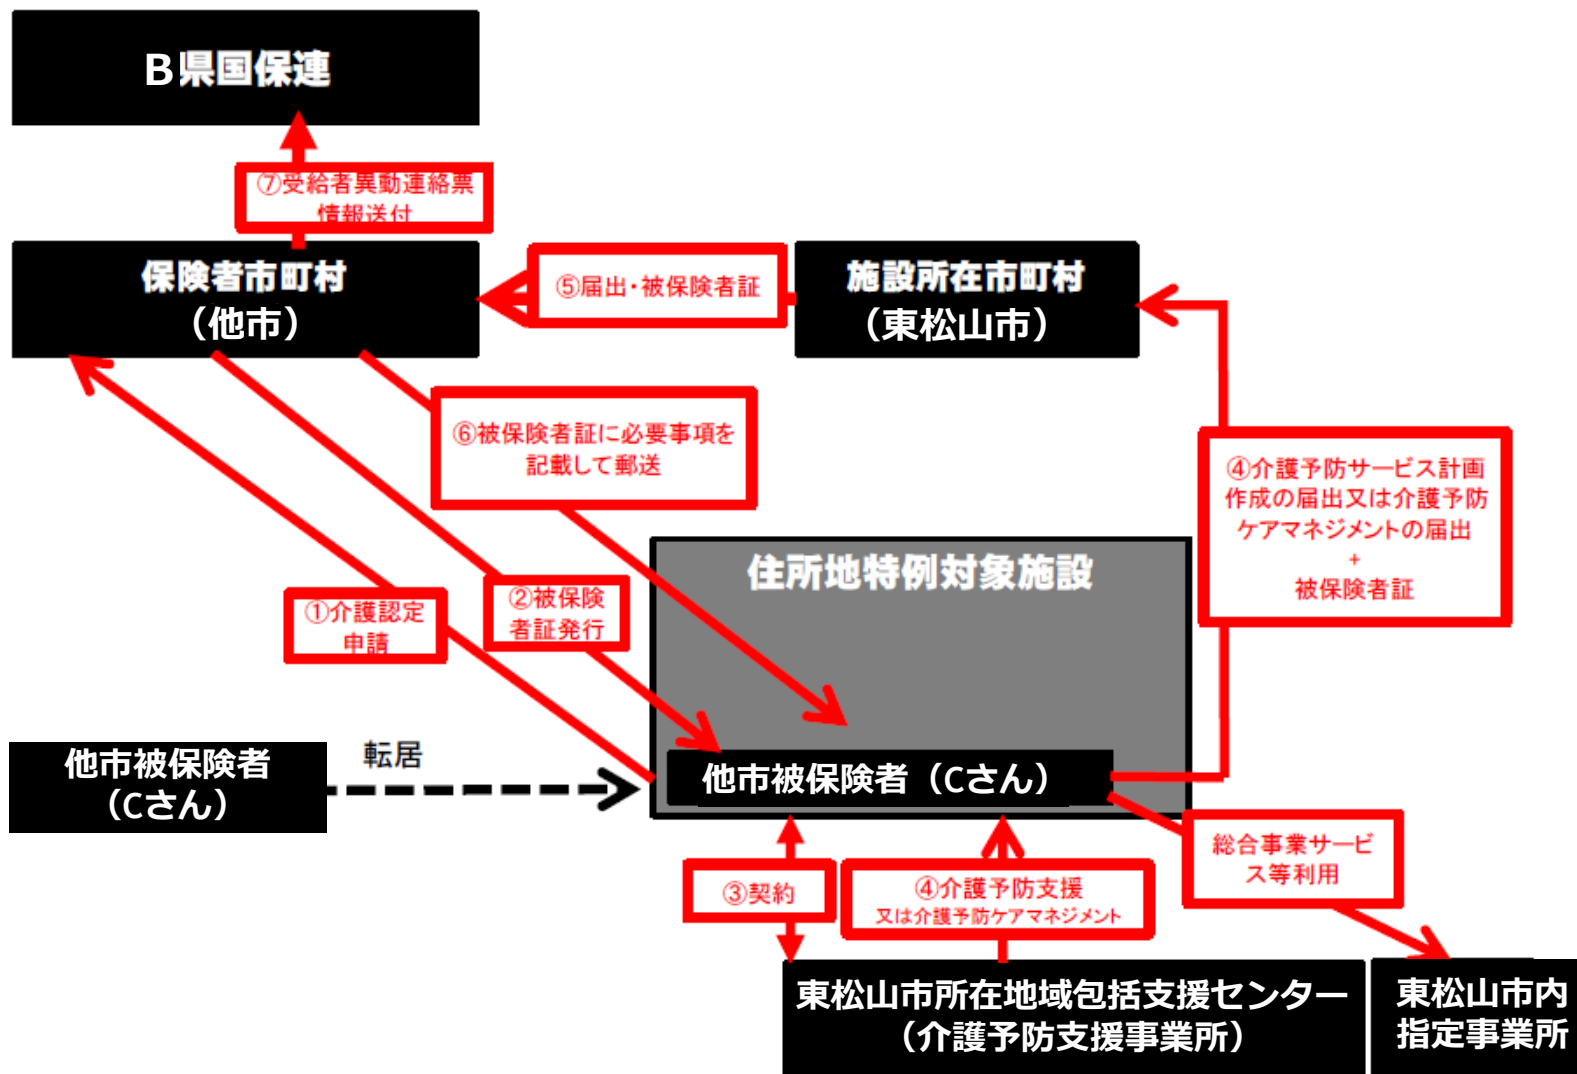 B県国保連
⑦受給者異動連絡票
情報送付
保険者市町村
（他市）
⑤届出・被保険者証
施設所在市町村
（東松山市）
⑥被保険者証に必要事項を
記載して郵送
④介護予防サービス計画
作成の届出又は介護予防
ケアマネジメントの届出
+
被保険者証
住所地特例対象施設
①介護認定
申請
②被保険
者証発行
他市被保険者
（Cさん）
転居
他市被保険者（Cさん）
③契約
④介護予防支援
又は介護予防ケアマネジメント
総合事業サービ
ス等利用
東松山市所在地域包括支援センター
（介護予防支援事業所）
東松山市内
指定事業所